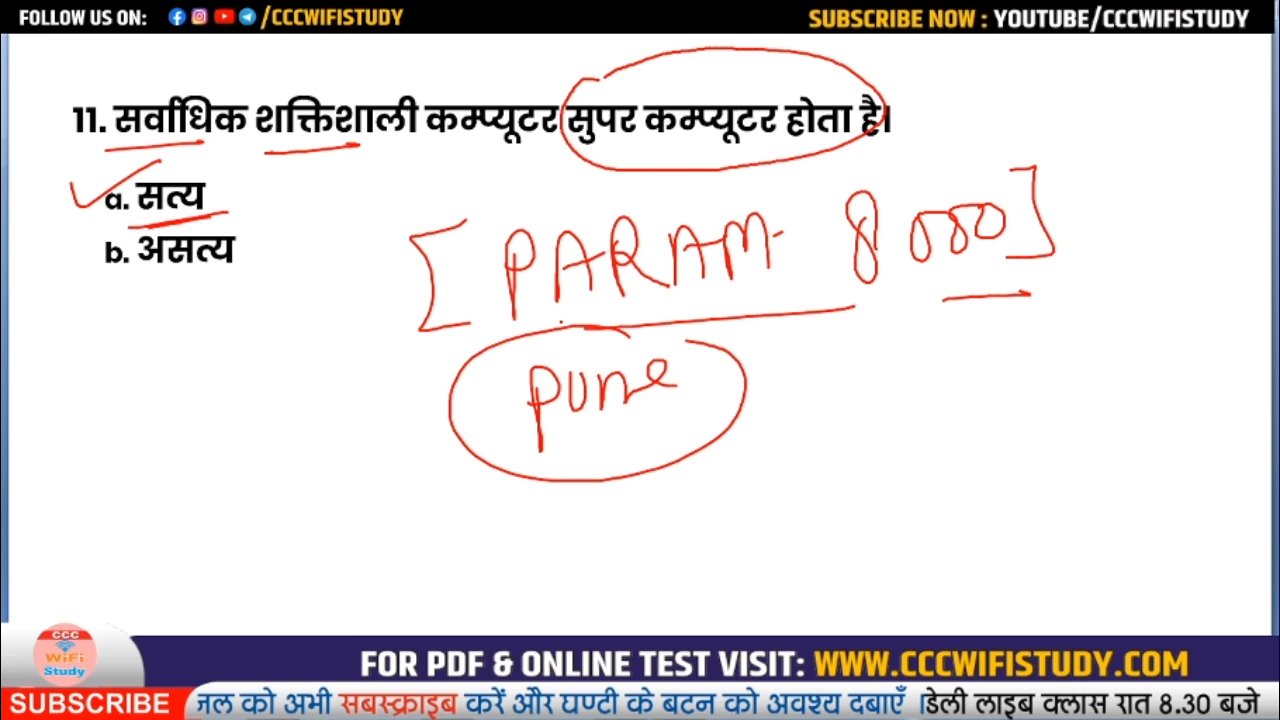 FOLLOW US ON: /CCCWIFISTUDY
SUBSCRIBE NOW : YOUTUBE/CCCWIFISTUDY
11. सर्वाधिक शक्तिशाली कम्प्यूटर सुपर कम्प्यूटर होता है।
a. सत्य
b. असत्य
[PARAM- 8000]
pune
CCC
WiFi
Study
FOR PDF & ONLINE TEST VISIT: WWW.CCCWIFISTUDY.COM
SUBSCRIBE
नल को अभी सबस्क्राइब करें और घण्टी के बटन को अवश्य दबाएँ डेली लाइब क्लास रात 8.30 बजे